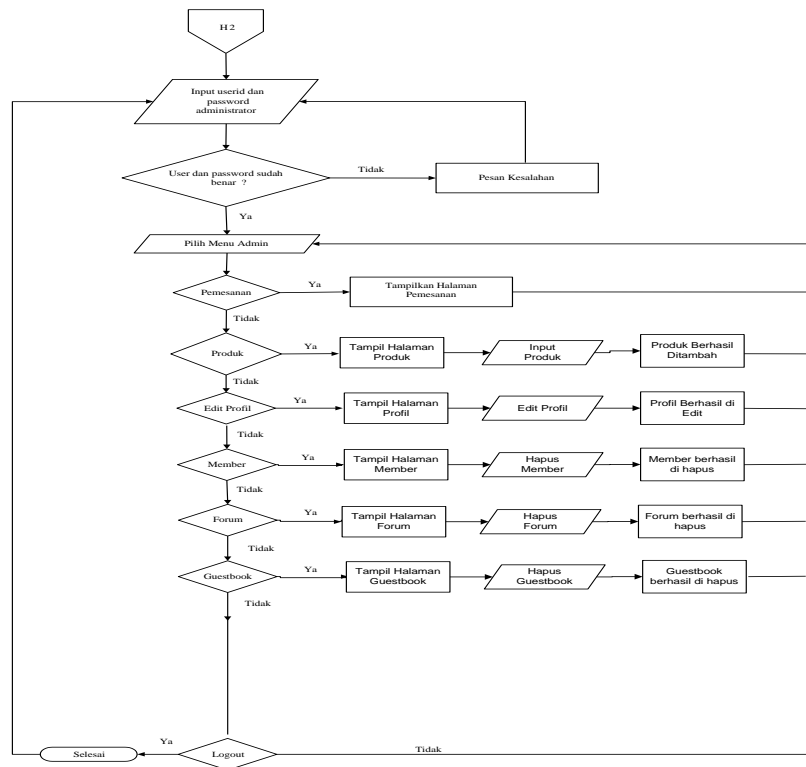 H 2
Input userid dan
password
administrator
User dan password sudah
benar ?
Tidak
Pesan Kesalahan
Ya
Pilih Menu Admin
Pemesanan
Ya
Tampilkan Halaman
Pemesanan
Tidak
Produk
Ya
Tampil Halaman
Produk
Input
Produk
Produk Berhasil
Ditambah
Tidak
Edit Profil
Ya
Tampil Halaman
Profil
Edit Profil
Profil Berhasil di
Edit
Tidak
Member
Ya
Tampil Halaman
Member
Hapus
Member
Member berhasil
di hapus
Tidak
Forum
Ya
Tampil Halaman
Forum
Hapus
Forum
Forum berhasil di
hapus
Tidak
Guestbook
Ya
Tampil Halaman
Guestbook
Hapus
Guestbook
Guestbook
berhasil di hapus
Tidak
Selesai
Ya
Logout
Tidak